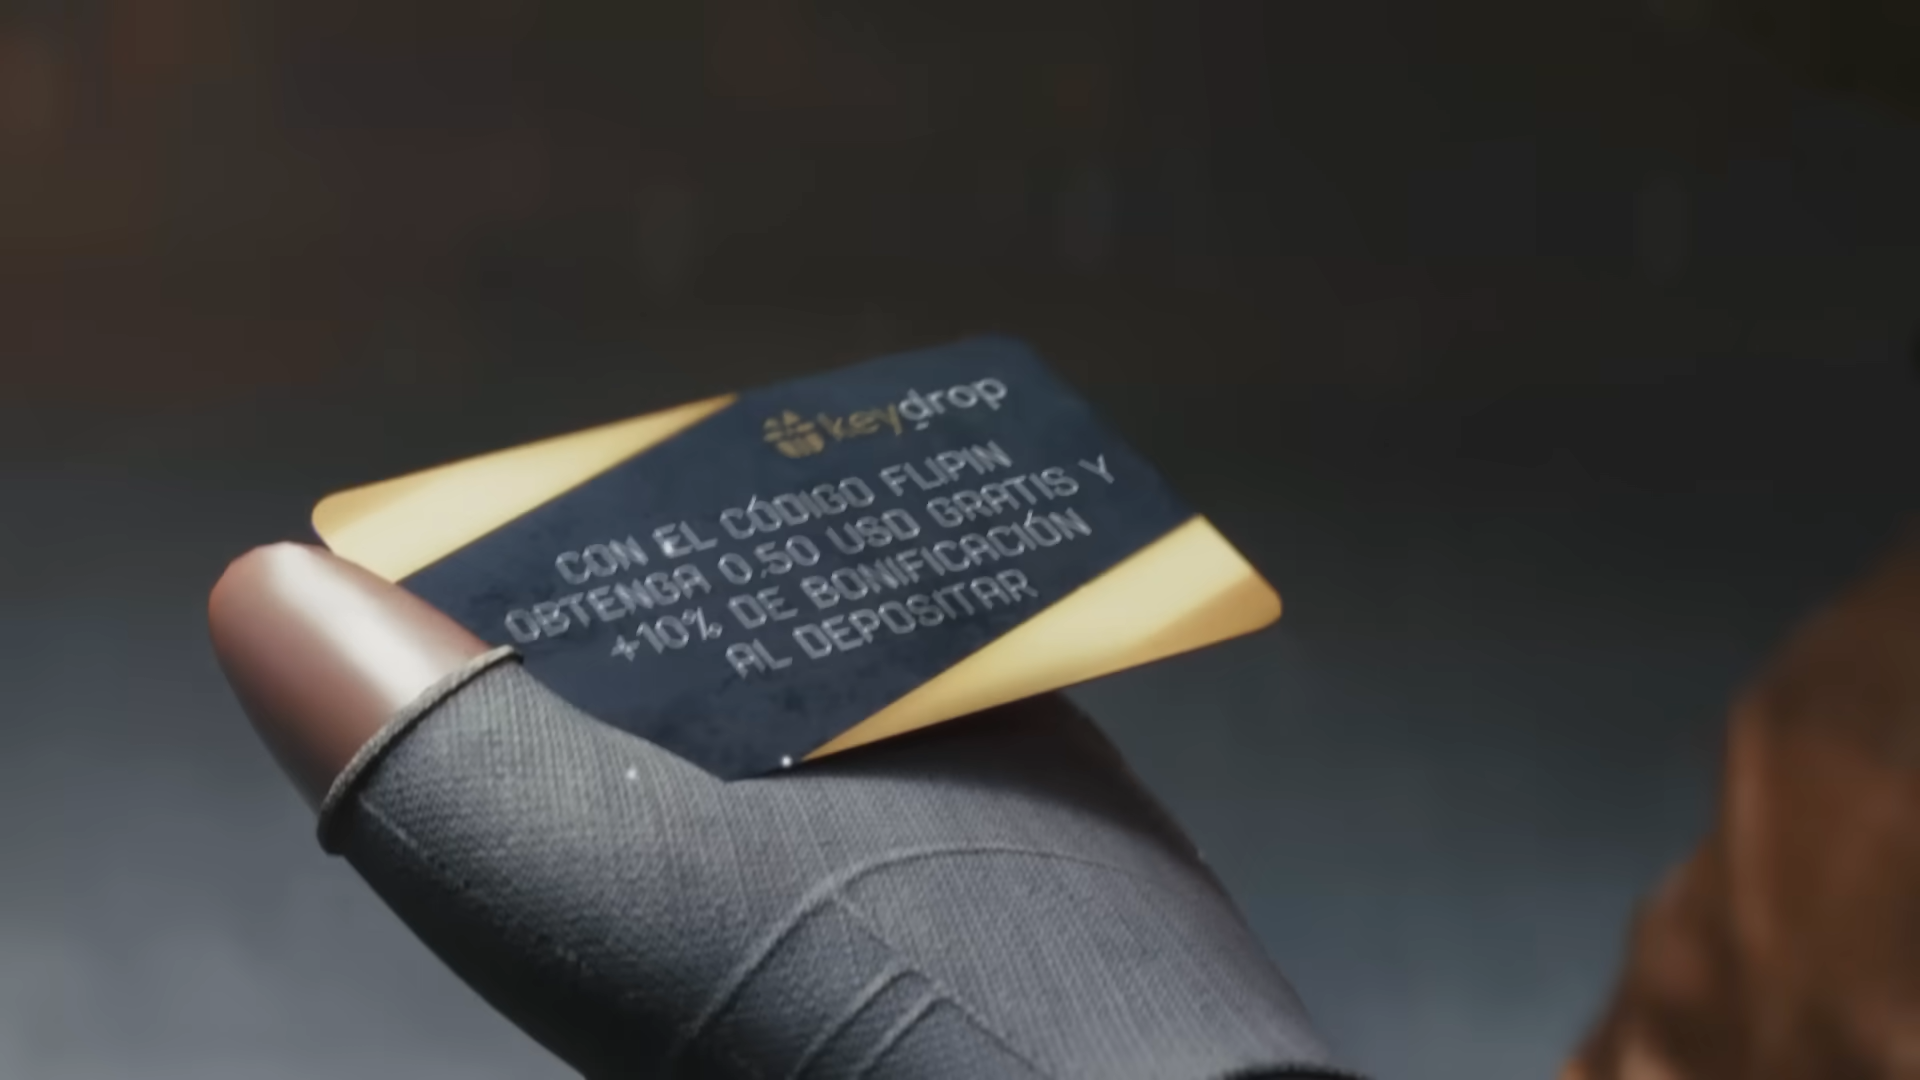 keydrop
CON EL CÓDIGO FLIPIN
OBTENGA 0.50 USD GRATIS Y
+10% DE BONIFICACIÓN
AL DEPOSITAR